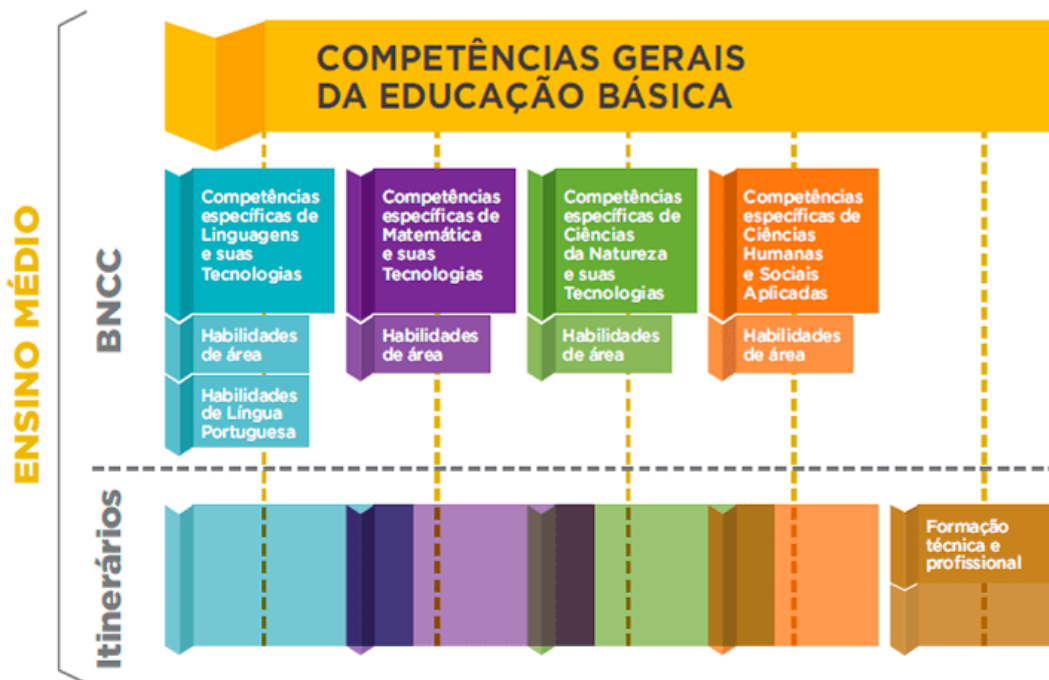 COMPETÊNCIAS GERAIS
DA EDUCAÇÃO BÁSICA
ENSINO MÉDIO
BNCC
Competências
específicas de
Linguagens
e suas
Tecnologias
Habilidades
de área
Habilidades
de Língua
Portuguesa
Competências
específicas de
Matemática
e suas
Tecnologias
Habilidades
de área
Competências
específicas de
Ciências
da Natureza
e suas
Tecnologias
Habilidades
de área
Competências
específicas de
Ciências
Humanas
e Sociais
Aplicadas
Habilidades
de área
Itinerários
Formação
técnica e
profissional